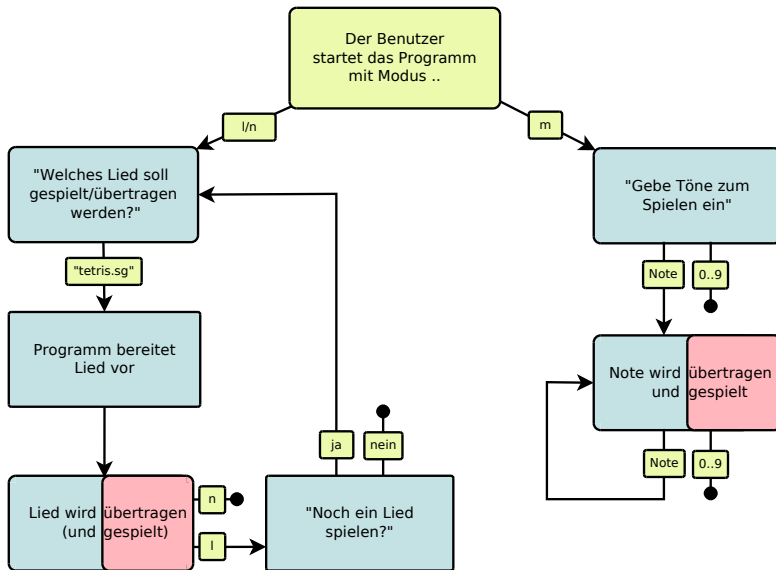 Der Benutzer
startet das Programm
mit Modus ..
l/n
m
"Welches Lied soll
gespielt/übertragen
werden?"
"Gebe Töne zum
Spielen ein"
"tetris.sg"
Note
0..9
Programm bereitet
Lied vor
Note wird übertragen
und gespielt
ja
nein
Note
0..9
Lied wird übertragen
(und gespielt)
n
l
"Noch ein Lied
spielen?"